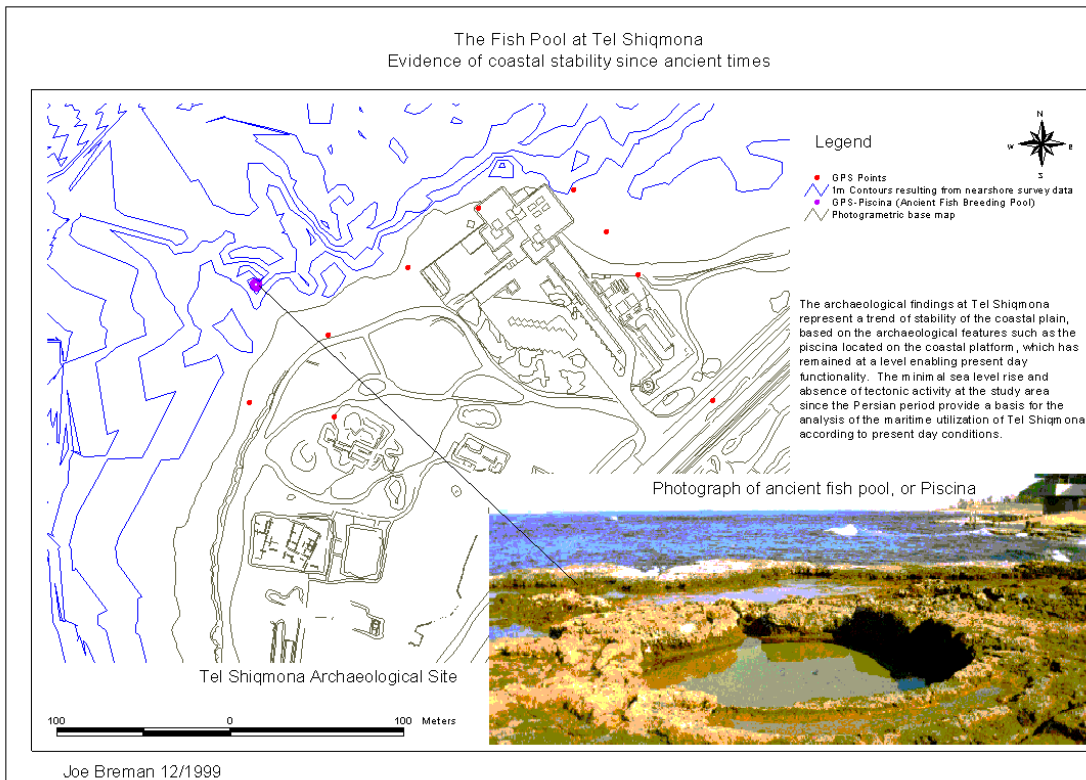 The Fish Pool at Tel Shiqmona
Evidence of coastal stability since ancient times
N
W
E
S
Legend
GPS Points
1m Contours resulting from nearshore survey data
GPS-Piscina (Ancient Fish Breeding Pool)
Photogrametric base map
The archaeological findings at Tel Shiqmona
represent a trend of stability of the coastal plain,
based on the archaeological features such as the
piscina located on the coastal platform, which has
remained at a level enabling present day
functionality. The minimal sea level rise and
absence of tectonic activity at the study area
since the Persian period provide a basis for the
analysis of the maritime utilization of Tel Shiqmona
according to present day conditions.
Photograph of ancient fish pool, or Piscina
Tel Shiqmona Archaeological Site
100 0 100 Meters
Joe Breman 12/1999